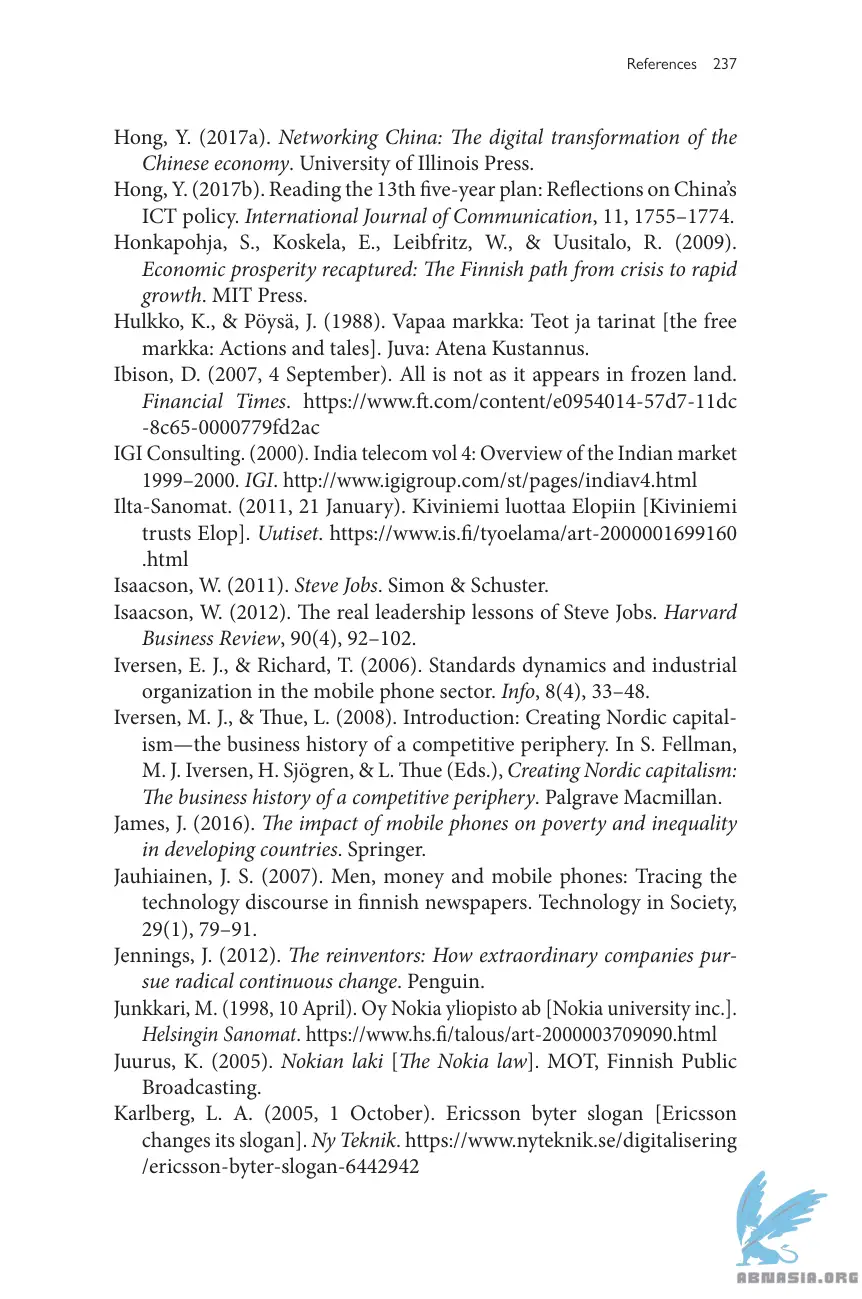 References 237
Hong, Y. (2017a). Networking China: The digital transformation of the
Chinese economy. University of Illinois Press.
Hong, Y. (2017b). Reading the 13th five-year plan: Reflections on China’s
ICT policy. International Journal of Communication, 11, 1755–1774.
Honkapohja, S., Koskela, E., Leibfritz, W., & Uusitalo, R. (2009).
Economic prosperity recaptured: The Finnish path from crisis to rapid
growth. MIT Press.
Hulkko, K., & Pöysä, J. (1988). Vapaa markka: Teot ja tarinat [the free
markka: Actions and tales]. Juva: Atena Kustannus.
Ibison, D. (2007, 4 September). All is not as it appears in frozen land.
Financial Times. https://www.ft.com/content/e0954014-57d7-11dc
-8c65-0000779fd2ac
IGI Consulting. (2000). India telecom vol 4: Overview of the Indian market
1999–2000. IGI. http://www.igigroup.com/st/pages/indiav4.html
Ilta-Sanomat. (2011, 21 January). Kiviniemi luottaa Elopiin [Kiviniemi
trusts Elop]. Uutiset. https://www.is.fi/tyoelama/art-2000001699160
.html
Isaacson, W. (2011). Steve Jobs. Simon & Schuster.
Isaacson, W. (2012). The real leadership lessons of Steve Jobs. Harvard
Business Review, 90(4), 92–102.
Iversen, E. J., & Richard, T. (2006). Standards dynamics and industrial
organization in the mobile phone sector. Info, 8(4), 33–48.
Iversen, M. J., & Thue, L. (2008). Introduction: Creating Nordic capital-
ism—the business history of a competitive periphery. In S. Fellman,
M. J. Iversen, H. Sjögren, & L. Thue (Eds.), Creating Nordic capitalism:
The business history of a competitive periphery. Palgrave Macmillan.
James, J. (2016). The impact of mobile phones on poverty and inequality
in developing countries. Springer.
Jauhiainen, J. S. (2007). Men, money and mobile phones: Tracing the
technology discourse in finnish newspapers. Technology in Society,
29(1), 79–91.
Jennings, J. (2012). The reinventors: How extraordinary companies pur-
sue radical continuous change. Penguin.
Junkkari, M. (1998, 10 April). Oy Nokia yliopisto ab [Nokia university inc.].
Helsingin Sanomat. https://www.hs.fi/talous/art-2000003709090.html
Juurus, K. (2005). Nokian laki [The Nokia law]. MOT, Finnish Public
Broadcasting.
Karlberg, L. A. (2005, 1 October). Ericsson byter slogan [Ericsson
changes its slogan]. Ny Teknik. https://www.nyteknik.se/digitalisering
/ericsson-byter-slogan-6442942
ABNASIA.ORG